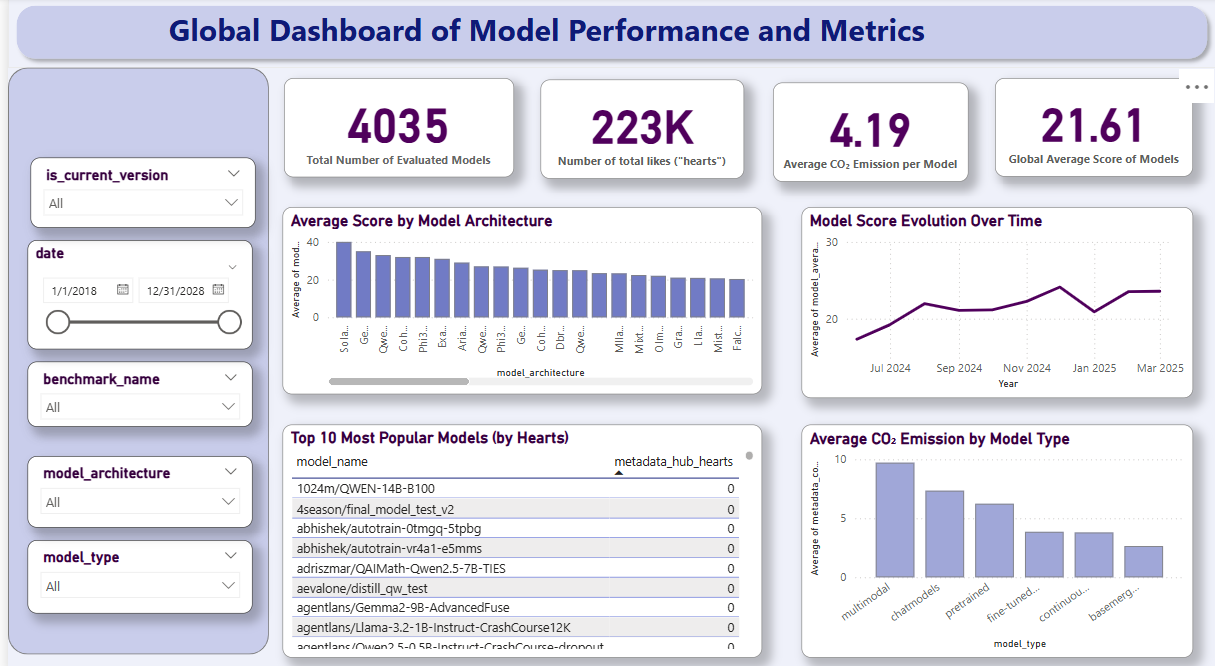 Global Dashboard of Model Performance and Metrics
is_current_version
All
date
1/1/2018 12/31/2028
benchmark_name
All
model_architecture
All
model_type
All
4035
Total Number of Evaluated Models
223K
Number of total likes ("hearts")
4.19
Average CO₂ Emission per Model
21.61
Global Average Score of Models
Average Score by Model Architecture
Average of mod...
40
20
0
Sola...
Ge...
Qwe...
Coh...
Phi3...
Exa...
Aria...
Qwe...
Phi3...
Ge...
Coh...
Dbr...
Qwe...
Mlla...
Mixt...
Olm...
Gra...
Lla...
Mist...
Falc...
model_architecture
Model Score Evolution Over Time
Average of model_avera...
30
20
Jul 2024 Sep 2024 Nov 2024 Jan 2025 Mar 2025
Year
Top 10 Most Popular Models (by Hearts)
model_name metadata_hub_hearts
1024m/QWEN-14B-B100 0
4season/final_model_test_v2 0
abhishek/autotrain-0tmgq-5tpbg 0
abhishek/autotrain-vr4a1-e5mms 0
adriszmar/QAIMath-Qwen2.5-7B-TIES 0
aevalone/distill_qw_test 0
agentlans/Gemma2-9B-AdvancedFuse 0
agentlans/Llama-3.2-1B-Instruct-CrashCourse12K 0
agentlans/Qwen2.5-0.5B-Instruct-CrashCourse-dropout 0
Average CO₂ Emission by Model Type
Average of metadata_co...
10
5
0
multimodal
chatmodels
pretrained
fine-tuned...
continuou...
basemerg...
model_type